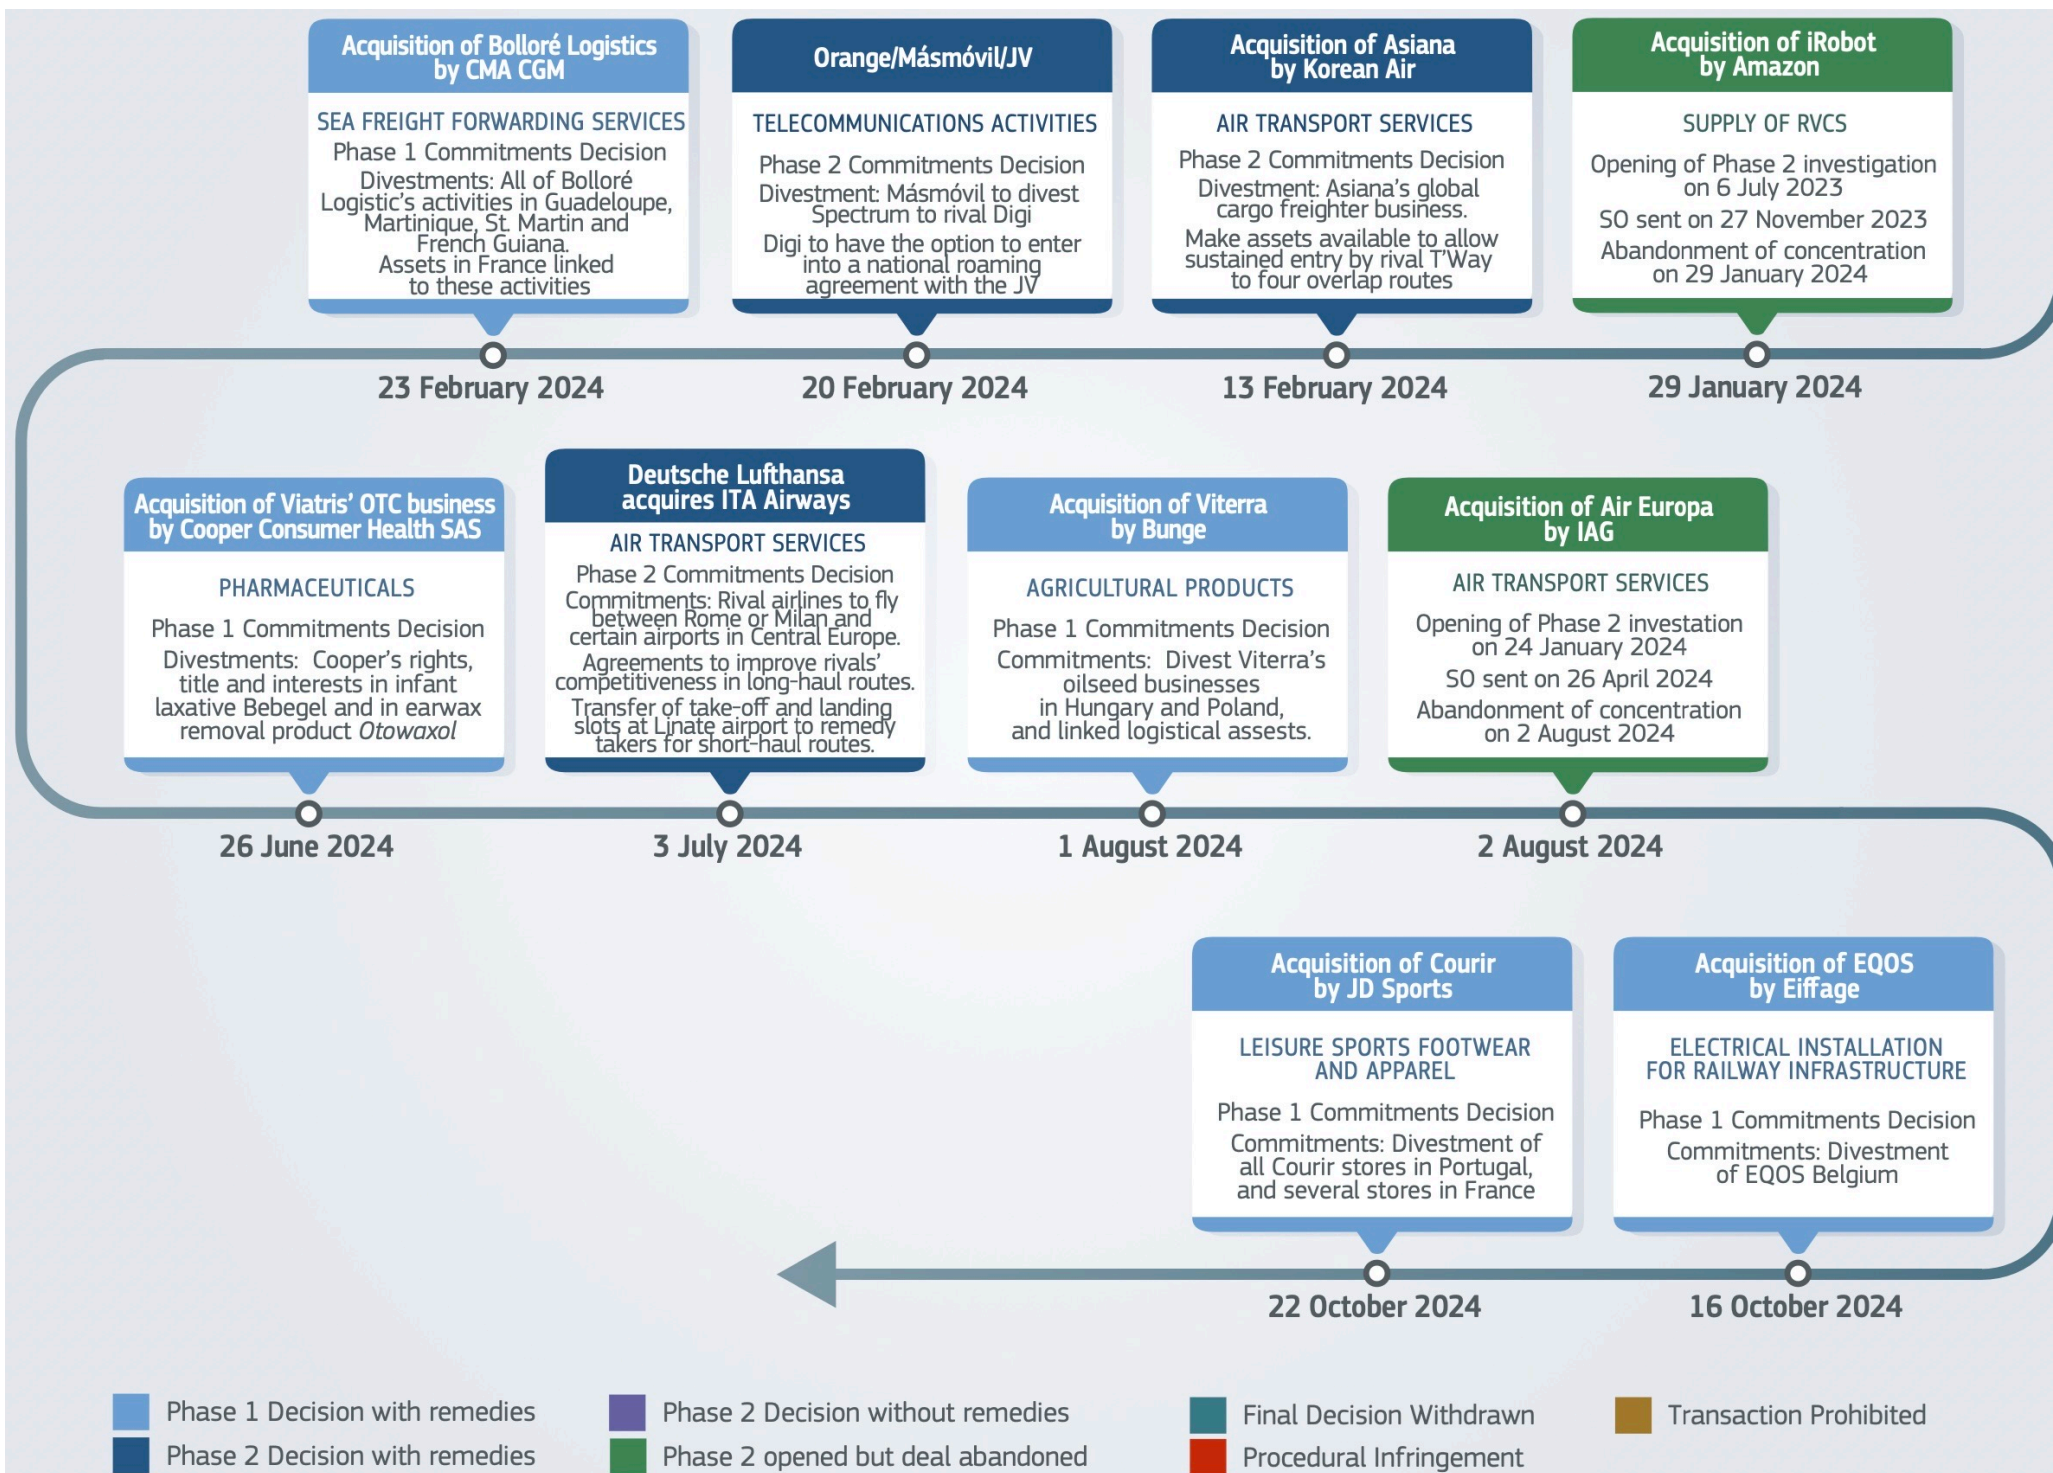 Acquisition of Bolloré Logistics
by CMA CGM
SEA FREIGHT FORWARDING SERVICES
Phase 1 Commitments Decision
Divestments: All of Bolloré
Logistic's activities in Guadeloupe,
Martinique, St. Martin and
French Guiana.
Assets in France linked
to these activities
23 February 2024
Orange/Másmóvil/JV
TELECOMMUNICATIONS ACTIVITIES
Phase 2 Commitments Decision
Divestment: Másmóvil to divest
Spectrum to rival Digi
Digi to have the option to enter
into a national roaming
agreement with the JV
20 February 2024
Acquisition of Asiana
by Korean Air
AIR TRANSPORT SERVICES
Phase 2 Commitments Decision
Divestment: Asiana's global
cargo freighter business.
Make assets available to allow
sustained entry by rival T'Way
to four overlap routes
13 February 2024
Acquisition of iRobot
by Amazon
SUPPLY OF RVCS
Opening of Phase 2 investigation
on 6 July 2023
SO sent on 27 November 2023
Abandonment of concentration
on 29 January 2024
29 January 2024
Acquisition of Viatris' OTC business
by Cooper Consumer Health SAS
PHARMACEUTICALS
Phase 1 Commitments Decision
Divestments: Cooper's rights,
title and interests in infant
laxative Bebegel and in earwax
removal product Otowaxol
26 June 2024
Deutsche Lufthansa
acquires ITA Airways
AIR TRANSPORT SERVICES
Phase 2 Commitments Decision
Commitments: Rival airlines to fly
between Rome or Milan and
certain airports in Central Europe.
Agreements to improve rivals'
competitiveness in long-haul routes.
Transfer of take-off and landing
slots at Linate airport to remedy
takers for short-haul routes.
3 July 2024
Acquisition of Viterra
by Bunge
AGRICULTURAL PRODUCTS
Phase 1 Commitments Decision
Commitments: Divest Viterra's
oilseed businesses
in Hungary and Poland,
and linked logistical assests.
1 August 2024
Acquisition of Air Europa
by IAG
AIR TRANSPORT SERVICES
Opening of Phase 2 investation
on 24 January 2024
SO sent on 26 April 2024
Abandonment of concentration
on 2 August 2024
2 August 2024
Acquisition of Courir
by JD Sports
LEISURE SPORTS FOOTWEAR
AND APPAREL
Phase 1 Commitments Decision
Commitments: Divestment of
all Courir stores in Portugal,
and several stores in France
22 October 2024
Acquisition of EQOS
by Eiffage
ELECTRICAL INSTALLATION
FOR RAILWAY INFRASTRUCTURE
Phase 1 Commitments Decision
Commitments: Divestment
of EQOS Belgium
16 October 2024
Phase 1 Decision with remedies
Phase 2 Decision with remedies
Phase 2 Decision without remedies
Phase 2 opened but deal abandoned
Final Decision Withdrawn
Procedural Infringement
Transaction Prohibited